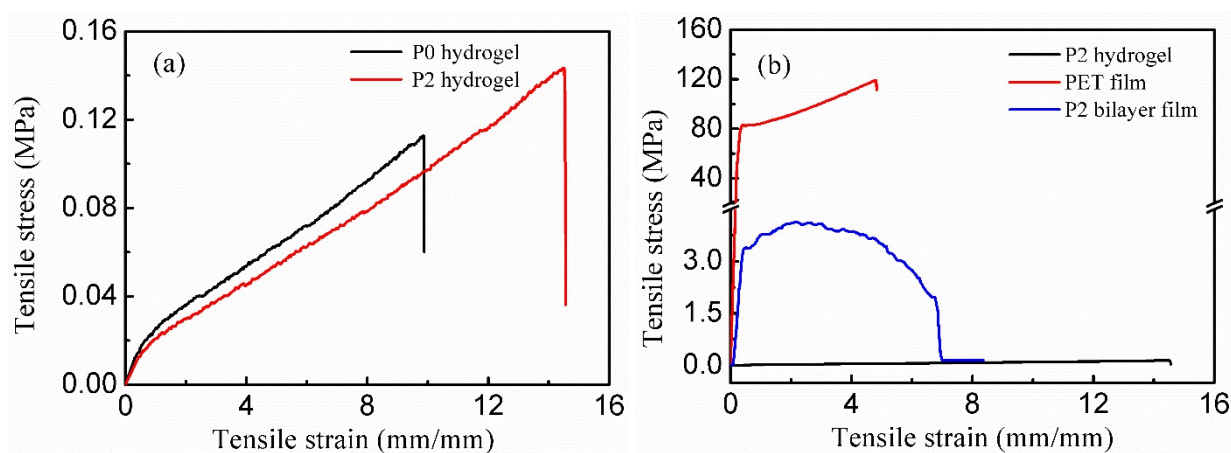 (a)
P0 hydrogel
P2 hydrogel
Tensile stress (MPa)
0.16
0.12
0.08
0.04
0.00
0 4 8 12 16
Tensile strain (mm/mm)
(b)
P2 hydrogel
PET film
P2 bilayer film
Tensile stress (MPa)
160
120
80
40
3.0
1.5
0.0
0 4 8 12 16
Tensile strain (mm/mm)